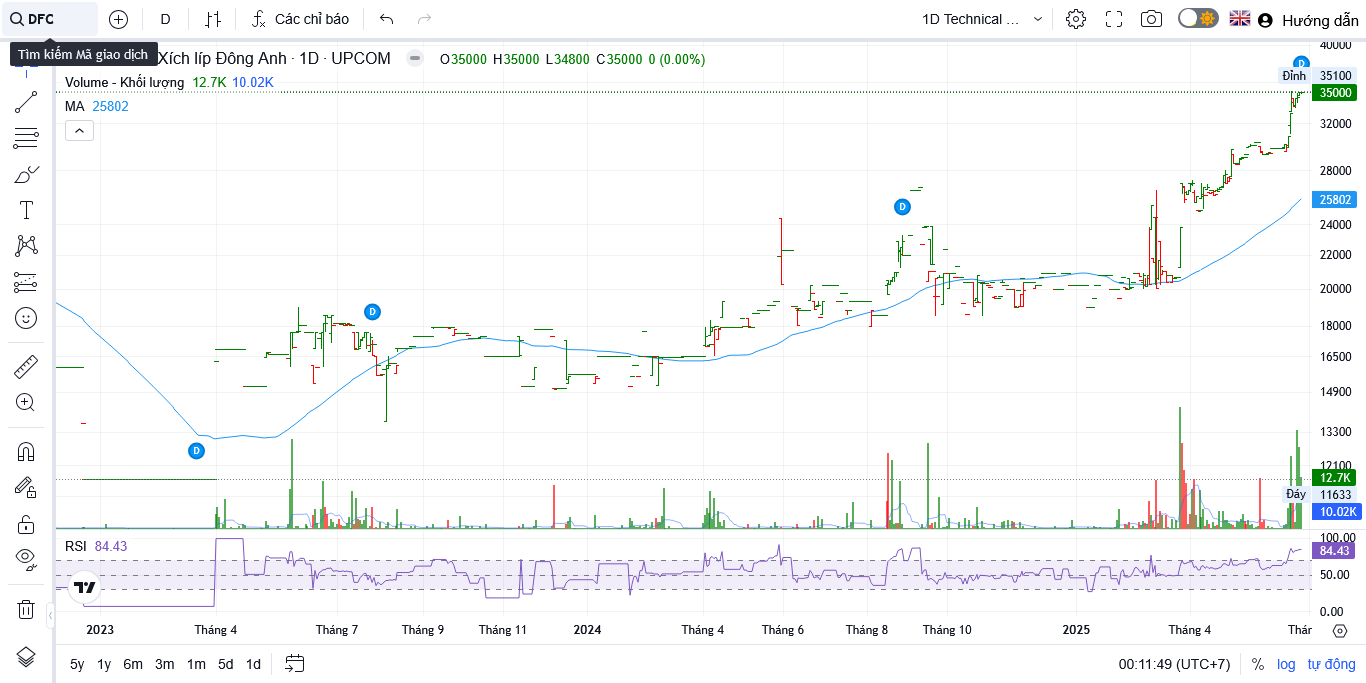 DFC
D
Các chỉ báo
1D Technical ...
Hướng dẫn
Tìm kiếm Mã giao dịch
Xích líp Đông Anh · 1D · UPCOM
O35000 H35000 L34800 C35000 0 (0.00%)
Volume - Khối lượng 12.7K 10.02K
MA 25802
40000
D
Đỉnh 35100
35000
32000
28000
25802
D
24000
22000
20000
D
18000
16500
14900
13300
D
12100
12.7K
Đáy 11633
10.02K
RSI 84.43
100.00
84.43
50.00
0.00
2023 Tháng 4 Tháng 7 Tháng 9 Tháng 11 2024 Tháng 4 Tháng 6 Tháng 8 Tháng 10 2025 Tháng 4 Thár
5y 1y 6m 3m 1m 5d 1d
00:11:49 (UTC+7) % log tự động